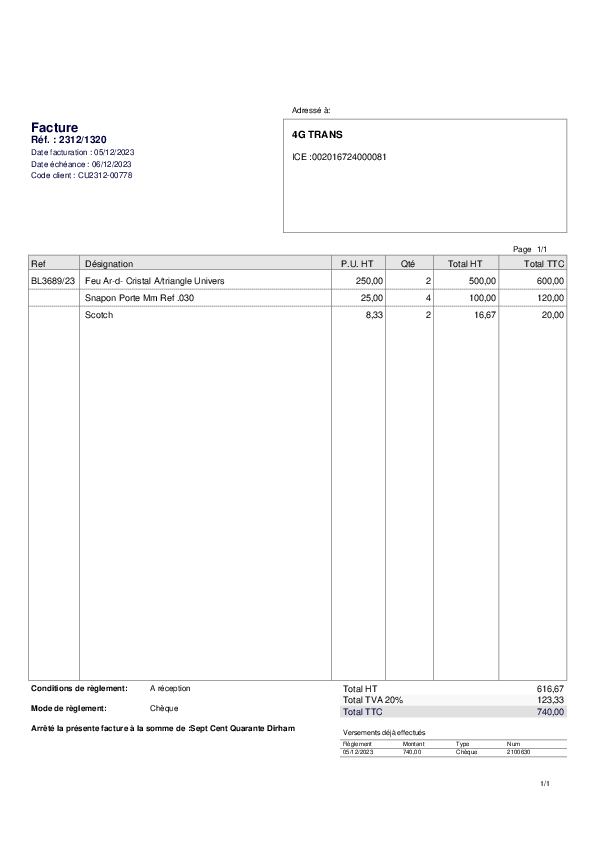 Adressé à:
Facture
Réf. : 2312/1320
Date facturation : 05/12/2023
Date échéance : 06/12/2023
Code client : CU2312-00778
4G TRANS
ICE :002016724000081
Page 1/1
Ref Désignation P.U. HT Qté Total HT Total TTC
BL3689/23 Feu Ar-d- Cristal A/triangle Univers 250,00 2 500,00 600,00
Snapon Porte Mm Ref .030 25,00 4 100,00 120,00
Scotch 8,33 2 16,67 20,00
Conditions de règlement: A réception
Mode de règlement: Chèque
Arrêté la présente facture à la somme de :Sept Cent Quarante Dirham
Total HT 616,67
Total TVA 20% 123,33
Total TTC 740,00
Versements déjà effectués
Règlement Montant Type Num
05/12/2023 740,00 Chèque 2100630
1/1